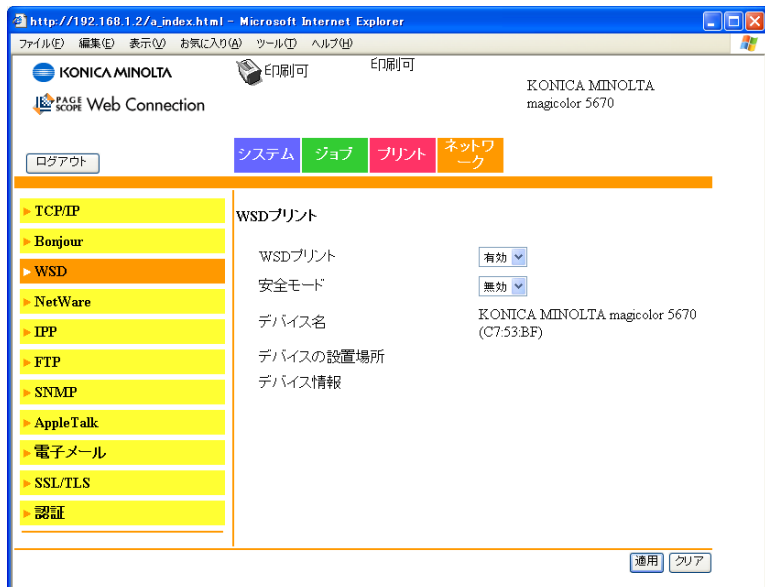 http://192.168.1.2/a_index.html - Microsoft Internet Explorer
ファイル(F) 編集(E) 表示(V) お気に入り(A) ツール(T) ヘルプ(H)
KONICA MINOLTA
印刷可
印刷可
KONICA MINOLTA
magicolor 5670
PAGE SCOPE Web Connection
ログアウト
システム
ジョブ
プリント
ネットワ
ーク
TCP/IP
Bonjour
WSD
NetWare
IPP
FTP
SNMP
AppleTalk
電子メール
SSL/TLS
認証
WSDプリント
WSDプリント 有効
安全モード 無効
デバイス名 KONICA MINOLTA magicolor 5670
(C7:53:BF)
デバイスの設置場所
デバイス情報
適用 クリア